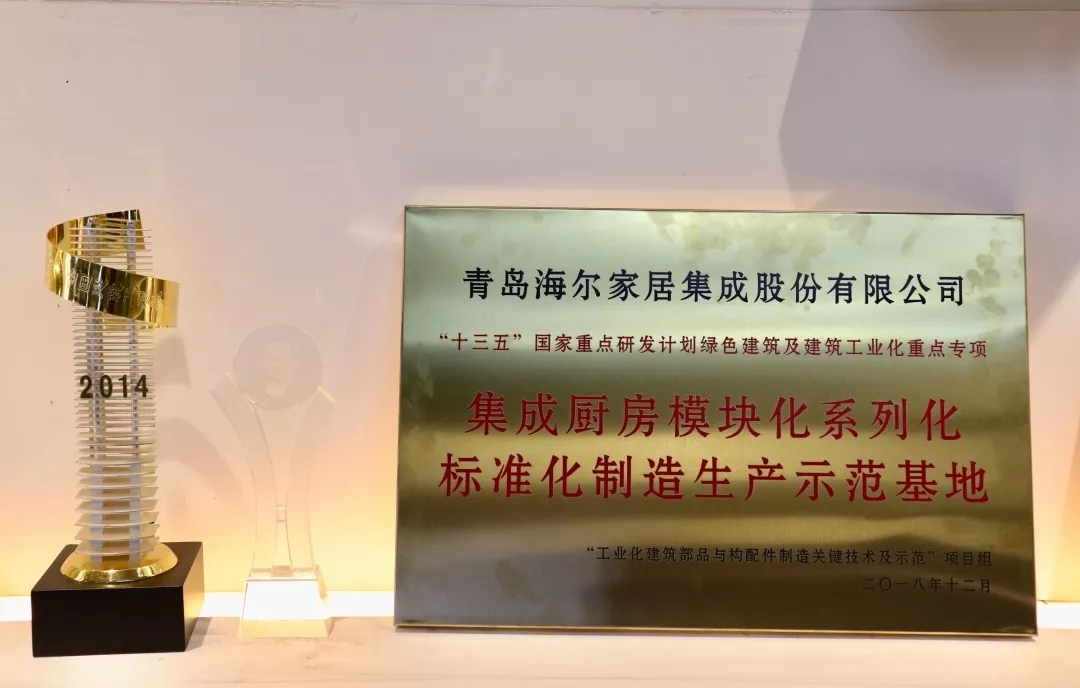 2014
青岛海尔家居集成股份有限公司
“十三五”国家重点研发计划绿色建筑及建筑工业化重点专项
集成厨房模块化系列化
标准化制造生产示范基地
“工业化建筑部品与构配件制造关键技术及示范”项目组
二〇一八年十二月